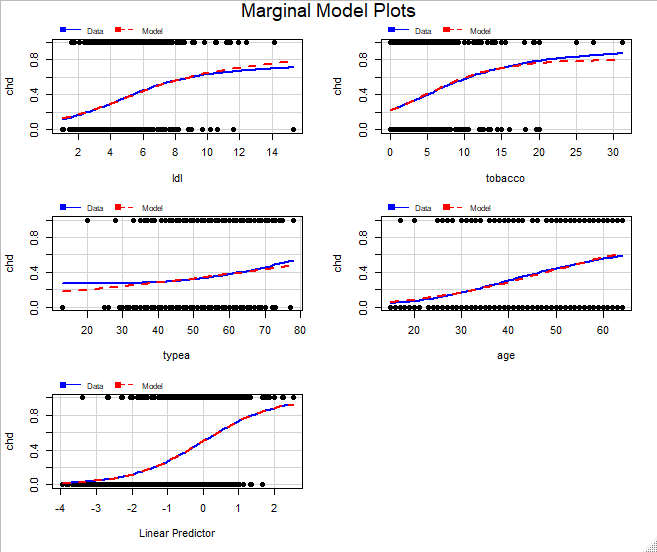 Marginal Model Plots
Data Model
chd
0.0 0.4 0.8
2 4 6 8 10 12 14
ldl
Data Model
chd
0.0 0.4 0.8
0 5 10 15 20 25 30
tobacco
Data Model
chd
0.0 0.4 0.8
20 30 40 50 60 70 80
typea
Data Model
chd
0.0 0.4 0.8
20 30 40 50 60
age
Data Model
chd
0.0 0.4 0.8
-4 -3 -2 -1 0 1 2
Linear Predictor